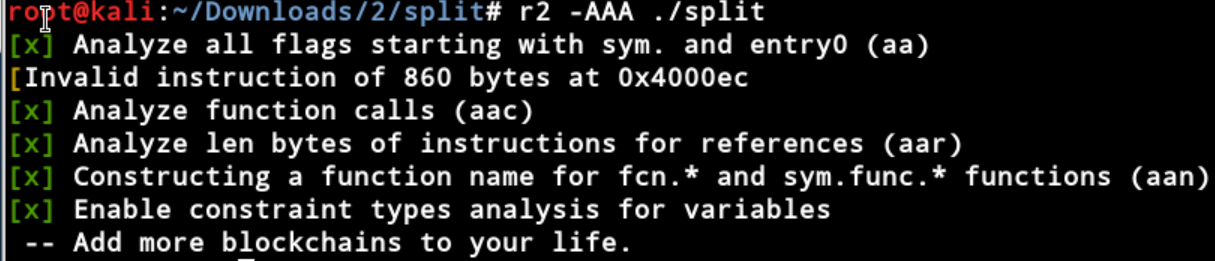 root@kali:~/Downloads/2/split# r2 -AAA ./split
[x] Analyze all flags starting with sym. and entry0 (aa)
[Invalid instruction of 860 bytes at 0x4000ec
[x] Analyze function calls (aac)
[x] Analyze len bytes of instructions for references (aar)
[x] Constructing a function name for fcn.* and sym.func.* functions (aan)
[x] Enable constraint types analysis for variables
 -- Add more blockchains to your life.